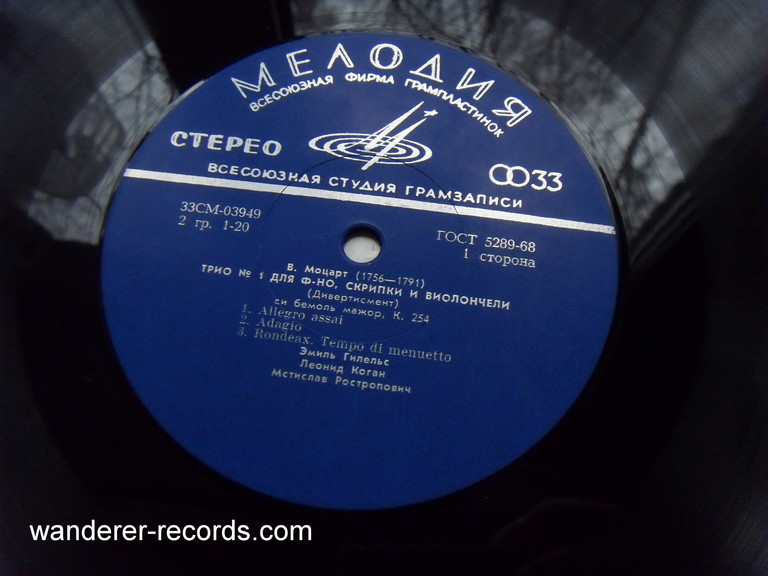 МЕЛОДИЯ
ВСЕСОЮЗНАЯ ФИРМА ГРАМПЛАСТИНОК
СТЕРЕО
33
ВСЕСОЮЗНАЯ СТУДИЯ ГРАМЗАПИСИ
33СМ-03949
2 гр. 1-20
ГОСТ 5289-68
1 сторона
В. Моцарт (1756—1791)
ТРИО № 1 ДЛЯ Ф-НО, СКРИПКИ И ВИОЛОНЧЕЛИ
(Дивертисмент)
си бемоль мажор, К. 254
1. Allegro assai
2. Adagio
3. Rondeax. Tempo di menuetto
Эмиль Гилельс
Леонид Коган
Мстислав Ростропович
wanderer-records.com